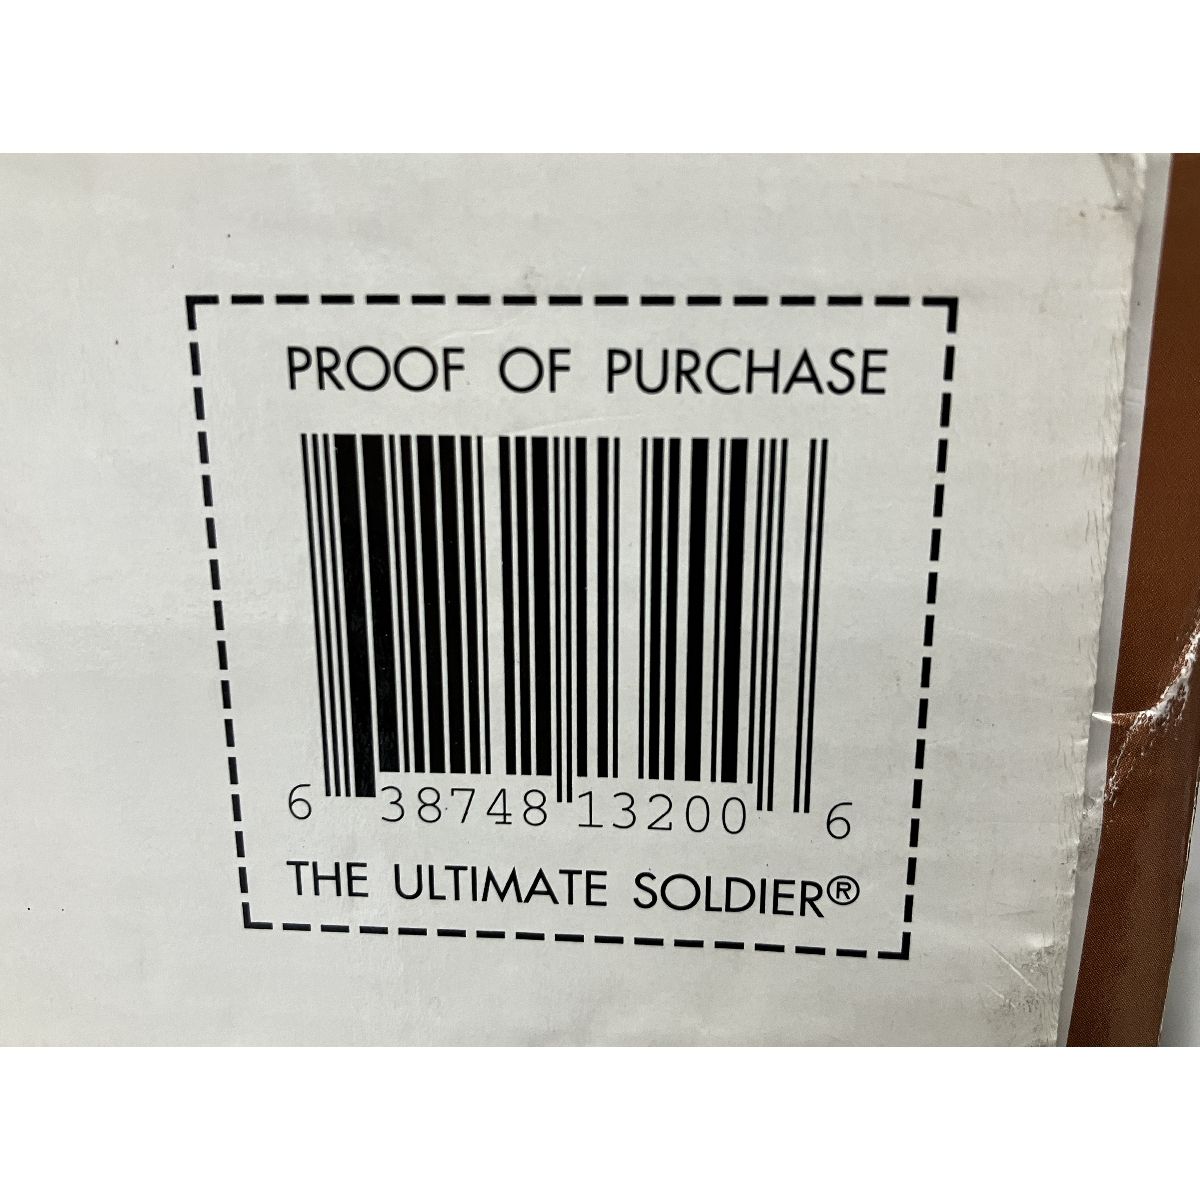 PROOF OF PURCHASE
6 38748 13200 6
THE ULTIMATE SOLDIER®